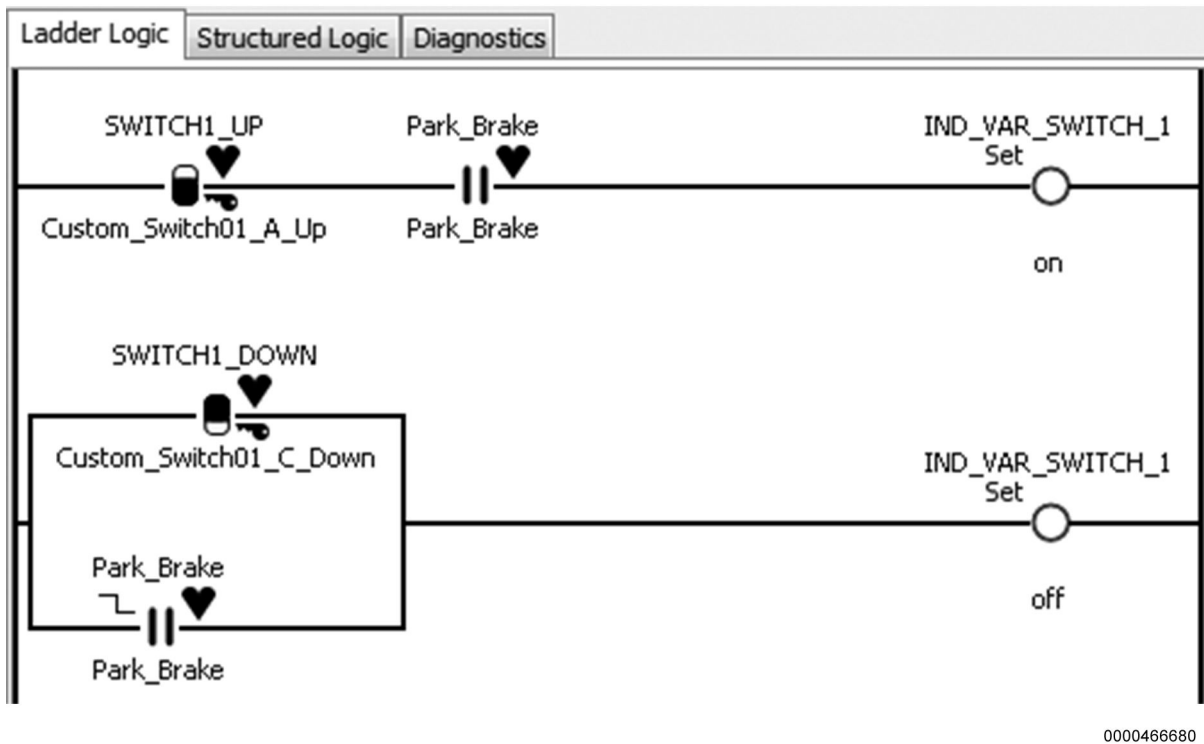 Ladder Logic Structured Logic Diagnostics
SWITCH1_UP Park_Brake IND_VAR_SWITCH_1
Set
Custom_Switch01_A_Up Park_Brake
on
SWITCH1_DOWN
Custom_Switch01_C_Down IND_VAR_SWITCH_1
Set
Park_Brake
off
Park_Brake
0000466680